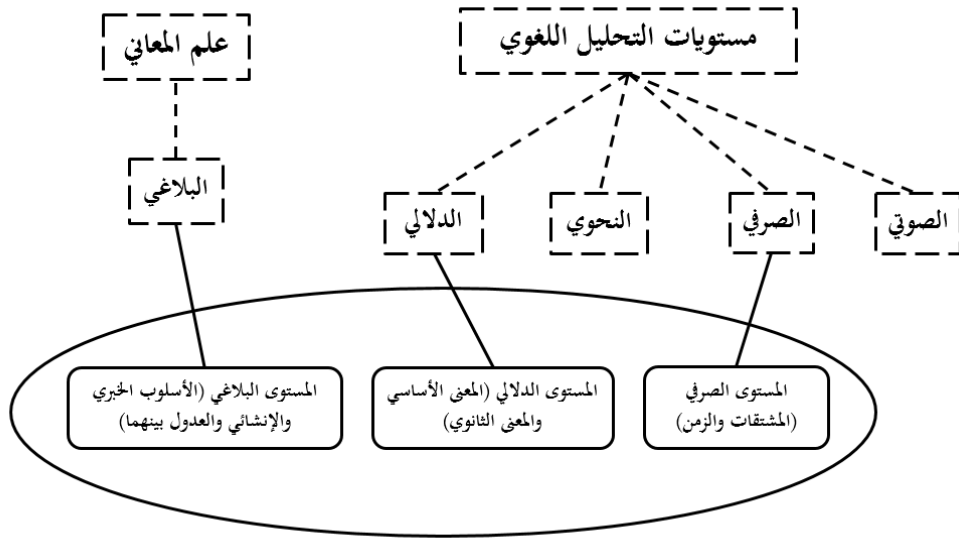 مستويات التحليل اللغوي
علم المعاني
الصوتي
الصرفي
النحوي
الدلالي
البلاغي
المستوى الصرفي
(المشتقات والزمن)
المستوى الدلالي (المعنى الأساسي
والمعنى الثانوي)
المستوى البلاغي (الأسلوب الخبري
والإنشائي والعدول بينهما)